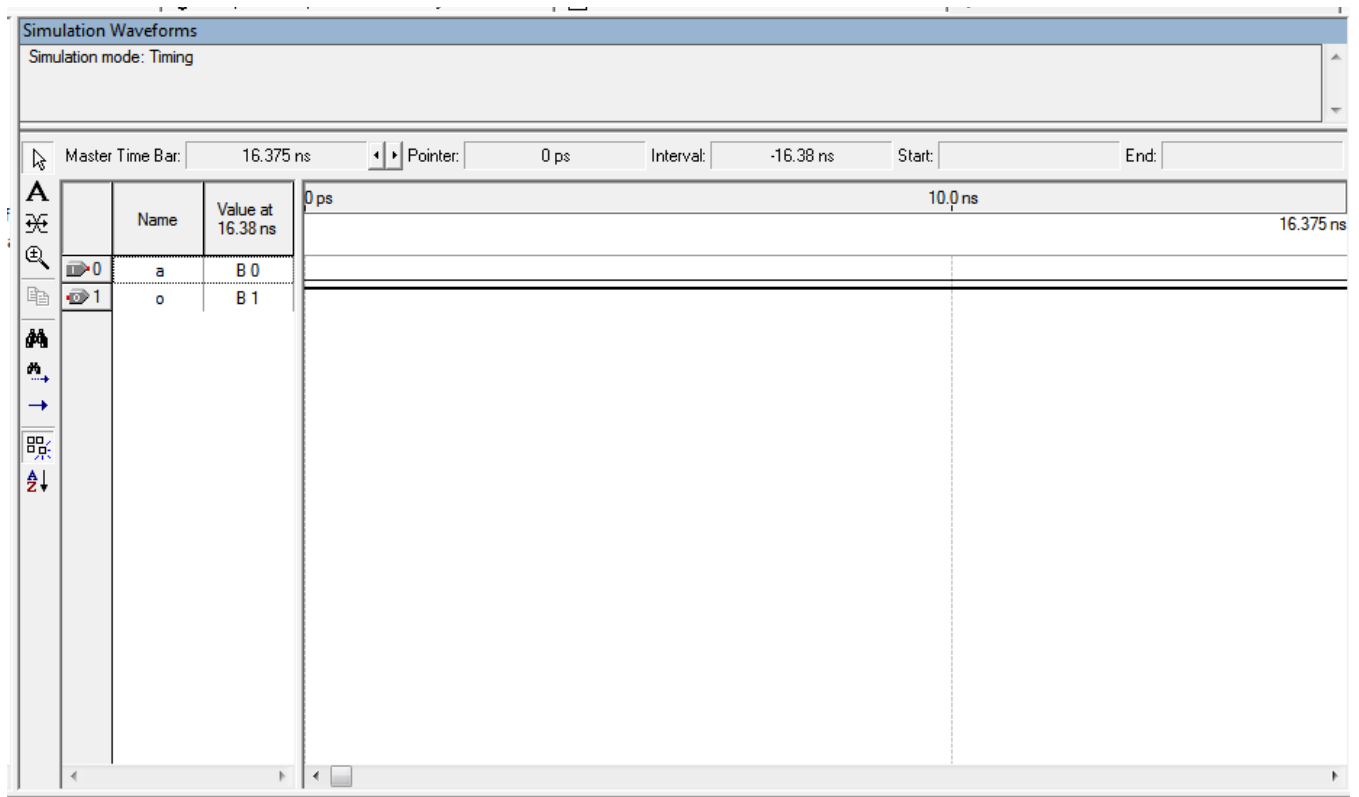 Simulation Waveforms
Simulation mode: Timing
Master Time Bar: 16.375 ns Pointer: 0 ps Interval: -16.38 ns Start: End:
A
Name
Value at
16.38 ns
0 ps 10.0 ns
16.375 ns
0 a B 0
1 o B 1
A
Z